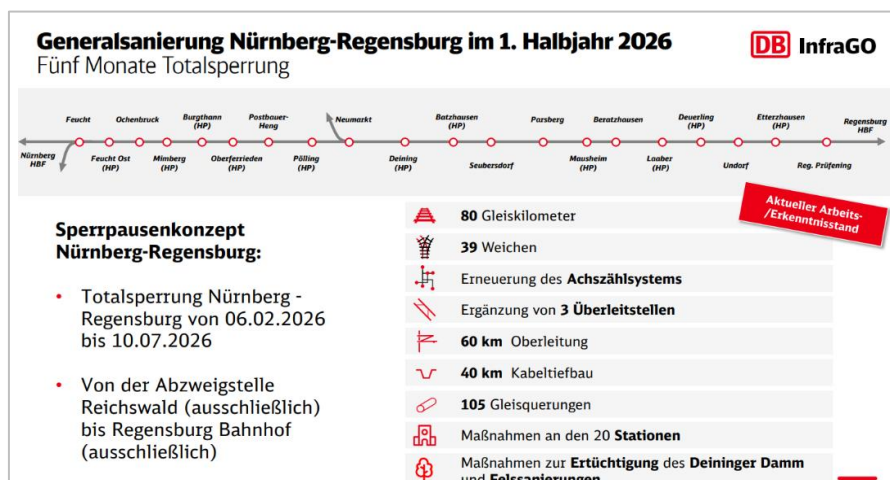 Generalsanierung Nürnberg-Regensburg im 1. Halbjahr 2026
Fünf Monate Totalsperrung
DB InfraGO
Feucht
Ochenbruck
Burgthann
(HP)
Postbauer-
Heng
Neumarkt
Batzhausen
(HP)
Parsberg
Beratzhausen
Deuerling
(HP)
Etterzhausen
(HP)
Regensburg
HBF
Nürnberg
HBF
Feucht Ost
(HP)
Mimberg
(HP)
Oberferrieden
(HP)
Pölling
(HP)
Deining
(HP)
Seubersdorf
Mausheim
(HP)
Laaber
(HP)
Undorf
Reg. Prüfening
Aktueller Arbeits-
/Erkenntnisstand
Sperrpausenkonzept
Nürnberg-Regensburg:
• Totalsperrung Nürnberg -
Regensburg von 06.02.2026
bis 10.07.2026
• Von der Abzweigstelle
Reichswald (ausschließlich)
bis Regensburg Bahnhof
(ausschließlich)
80 Gleiskilometer
39 Weichen
Erneuerung des Achszählsystems
Ergänzung von 3 Überleitstellen
60 km Oberleitung
40 km Kabeltiefbau
105 Gleisquerungen
Maßnahmen an den 20 Stationen
Maßnahmen zur Ertüchtigung des Deininger Damm
und Felssanierungen